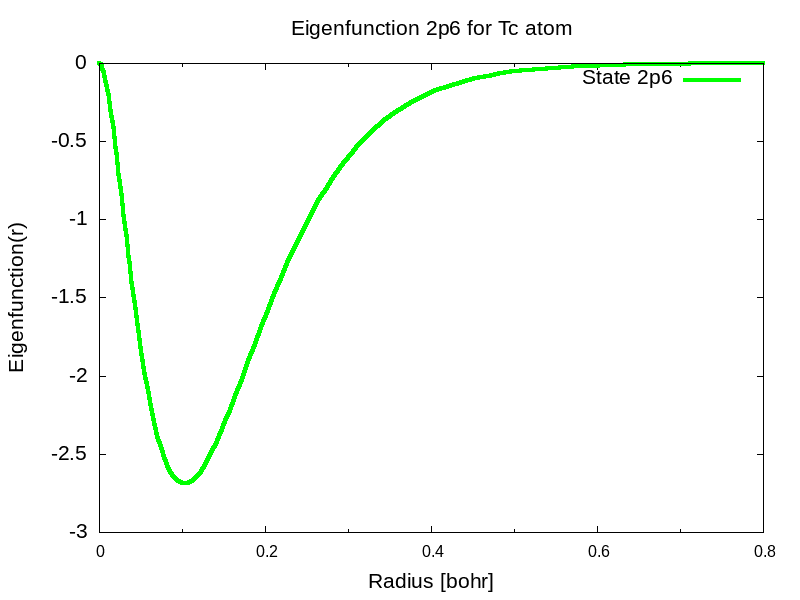 Eigenfunction 2p6 for Tc atom
State 2p6
0
-0.5
-1
-1.5
-2
-2.5
-3
Eigenfunction(r)
0 0.2 0.4 0.6 0.8
Radius [bohr]